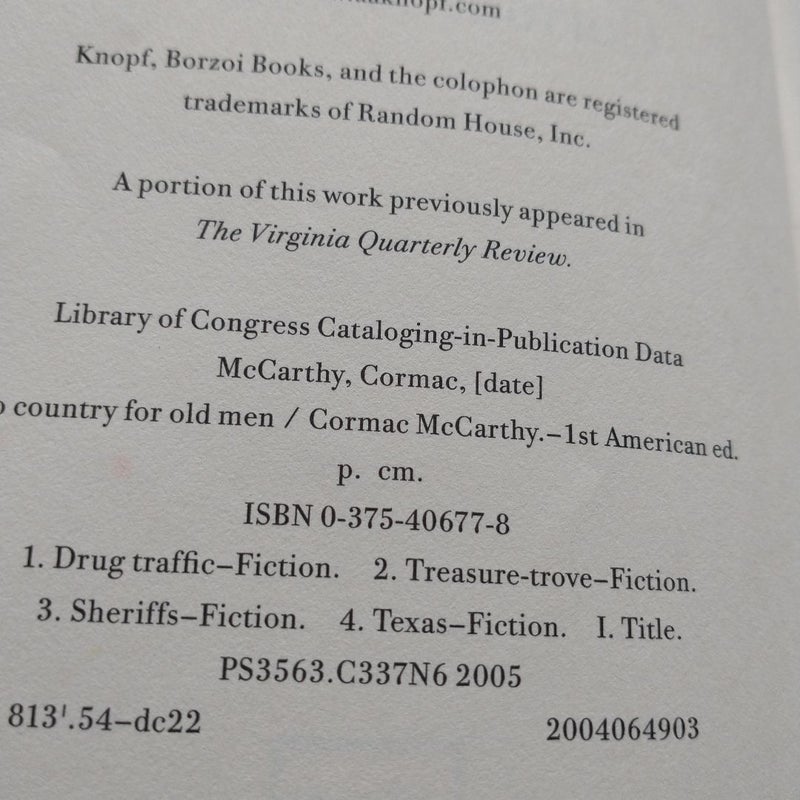 Knopf, Borzoi Books, and the colophon are registered
trademarks of Random House, Inc.
A portion of this work previously appeared in
The Virginia Quarterly Review.
Library of Congress Cataloging-in-Publication Data
McCarthy, Cormac, [date]
country for old men / Cormac McCarthy.–1st American ed.
p. cm.
ISBN 0-375-40677-8
1. Drug traffic–Fiction. 2. Treasure-trove–Fiction.
3. Sheriffs–Fiction. 4. Texas–Fiction. I. Title.
PS3563.C337N6 2005
813'.54–dc22 2004064903